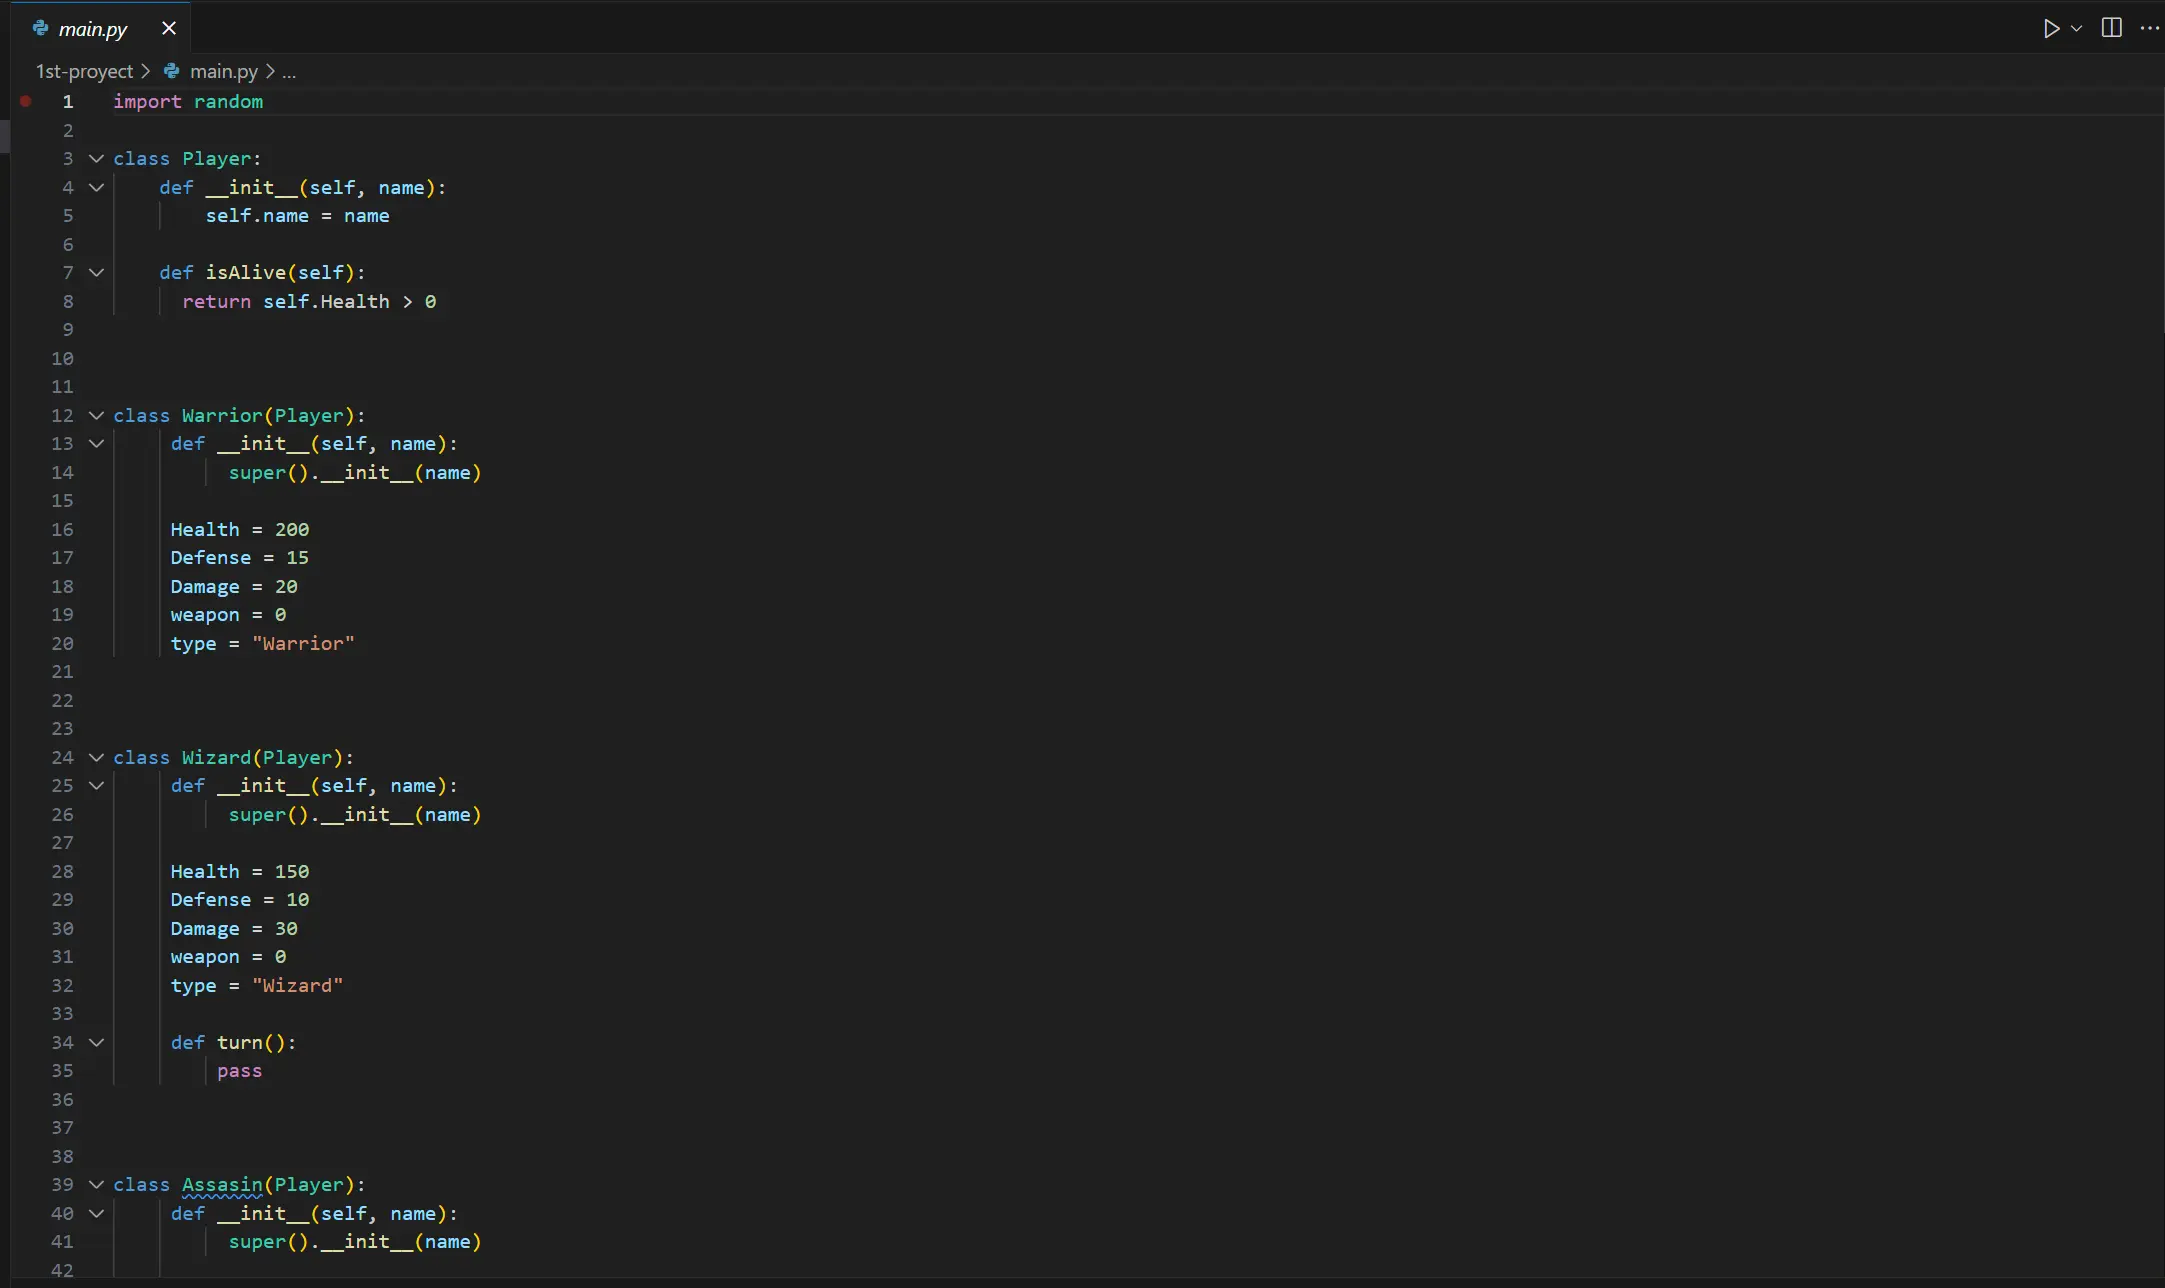 main.py
1st-proyect > main.py > ...
1 import random
2
3 class Player:
4     def __init__(self, name):
5         self.name = name
6
7     def isAlive(self):
8       return self.Health > 0
9
10
11
12 class Warrior(Player):
13      def __init__(self, name):
14           super().__init__(name)
15
16      Health = 200
17      Defense = 15
18      Damage = 20
19      weapon = 0
20      type = "Warrior"
21
22
23
24 class Wizard(Player):
25      def __init__(self, name):
26           super().__init__(name)
27
28      Health = 150
29      Defense = 10
30      Damage = 30
31      weapon = 0
32      type = "Wizard"
33
34      def turn():
35          pass
36
37
38
39 class Assasin(Player):
40      def __init__(self, name):
41           super().__init__(name)
42